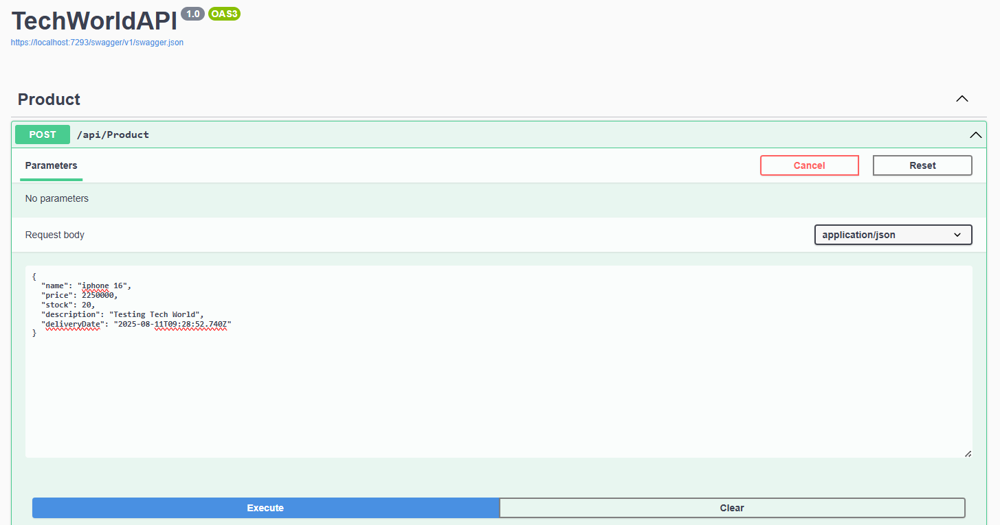 TechWorldAPI 1.0 OAS3
https://localhost:7293/swagger/v1/swagger.json
Product
POST /api/Product
Parameters Cancel Reset
No parameters
Request body application/json
{
"name": "iphone 16",
"price": 2250000,
"stock": 20,
"description": "Testing Tech World",
"deliveryDate": "2025-08-11T09:28:52.740Z"
}
Execute Clear